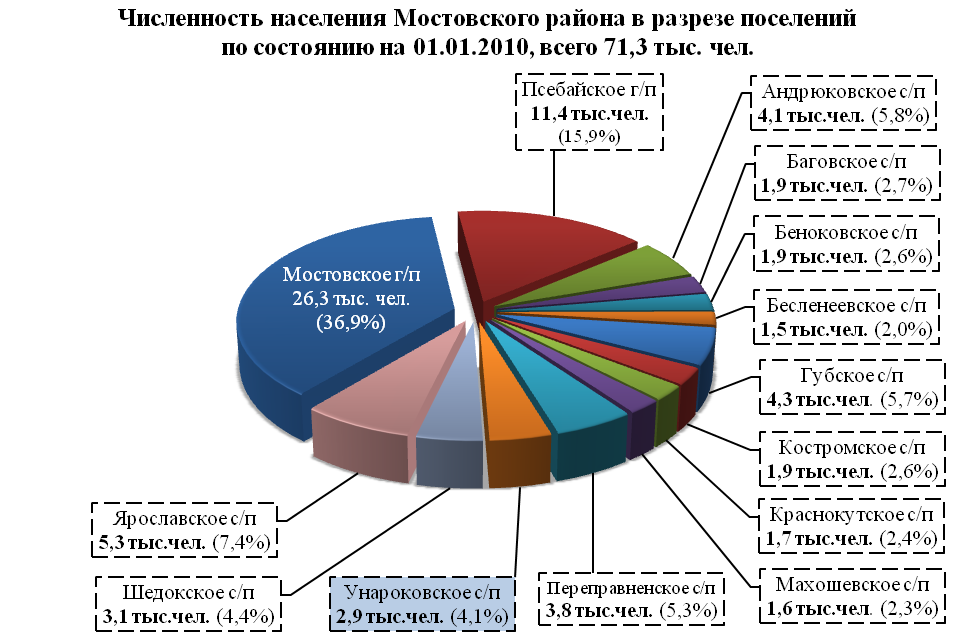 Численность населения Мостовского района в разрезе поселений
по состоянию на 01.01.2010, всего 71,3 тыс. чел.
Псебайское г/п
11,4 тыс.чел.
(15,9%)
Андрюковское с/п
4,1 тыс.чел. (5,8%)
Баговское с/п
1,9 тыс.чел. (2,7%)
Беноковское с/п
1,9 тыс.чел. (2,6%)
Бесленеевское с/п
1,5 тыс.чел. (2,0%)
Губское с/п
4,3 тыс.чел. (5,7%)
Костромское с/п
1,9 тыс.чел. (2,6%)
Краснокутское с/п
1,7 тыс.чел. (2,4%)
Махошевское с/п
1,6 тыс.чел. (2,3%)
Переправненское с/п
3,8 тыс.чел. (5,3%)
Унароковское с/п
2,9 тыс.чел. (4,1%)
Шедокское с/п
3,1 тыс.чел. (4,4%)
Ярославское с/п
5,3 тыс.чел. (7,4%)
Мостовское г/п
26,3 тыс. чел.
(36,9%)